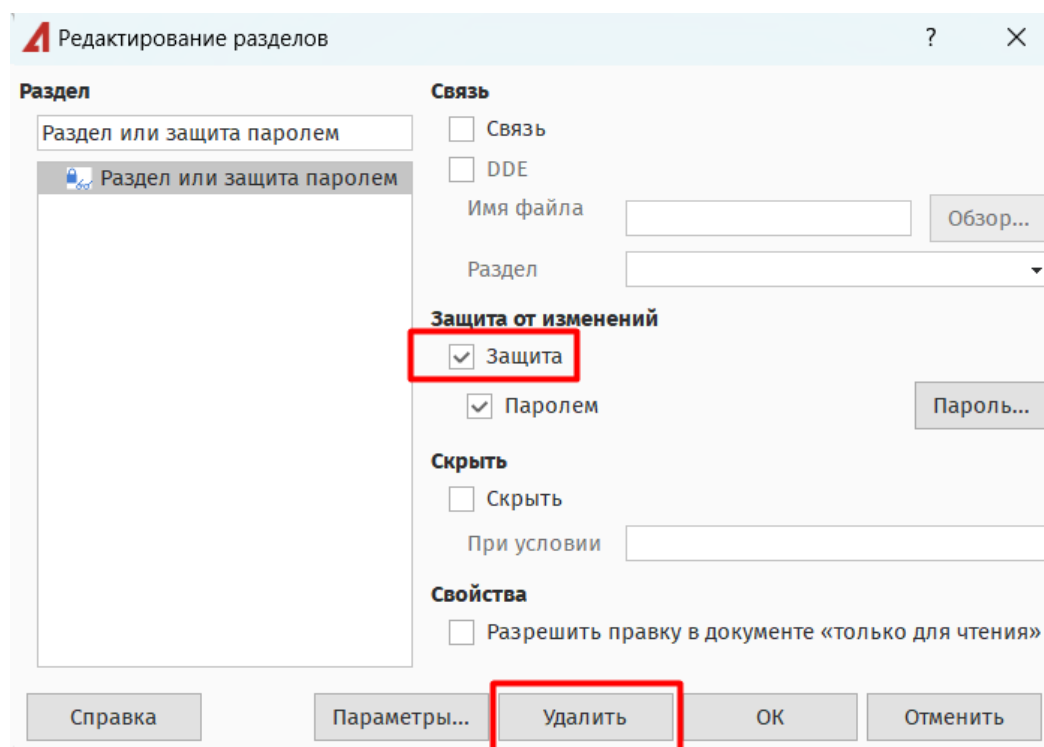 Редактирование разделов
?
Раздел
Раздел или защита паролем
Раздел или защита паролем
Связь
Связь
DDE
Имя файла
Обзор...
Раздел
Защита от изменений
Защита
Паролем
Пароль...
Скрыть
Скрыть
При условии
Свойства
Разрешить правку в документе «только для чтения»
Справка
Параметры...
Удалить
ОК
Отменить